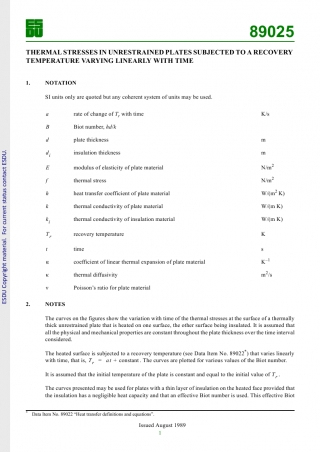 ESDU
89025
THERMAL STRESSES IN UNRESTRAINED PLATES SUBJECTED TO A RECOVERY
TEMPERATURE VARYING LINEARLY WITH TIME
1. NOTATION
SI units only are quoted but any coherent system of units may be used.
a rate of change of Tr with time K/s
B Biot number, hd/k
d plate thickness m
di insulation thickness m
E modulus of elasticity of plate material N/m²
f thermal stress N/m²
h heat transfer coefficient of plate material W/(m² K)
k thermal conductivity of plate material W/(m K)
ki thermal conductivity of insulation material W/(m K)
Tr recovery temperature K
t time s
α coefficient of linear thermal expansion of plate material K⁻¹
κ thermal diffusivity m²/s
ν Poisson's ratio for plate material
2. NOTES
The curves on the figures show the variation with time of the thermal stresses at the surface of a thermally
thick unrestrained plate that is heated on one surface, the other surface being insulated. It is assumed that
all the physical and mechanical properties are constant throughout the plate thickness over the time interval
considered.
The heated surface is subjected to a recovery temperature (see Data Item No. 89022*) that varies linearly
with time, that is, Tr = at + constant. The curves are plotted for various values of the Biot number.
It is assumed that the initial temperature of the plate is constant and equal to the initial value of Tr.
The curves presented may be used for plates with a thin layer of insulation on the heated face provided that
the insulation has a negligible heat capacity and that an effective Biot number is used. This effective Biot
* Data Item No. 89022 "Heat transfer definitions and equations".
Issued August 1989
1
ESDU Copyright material. For current status contact ESDU.